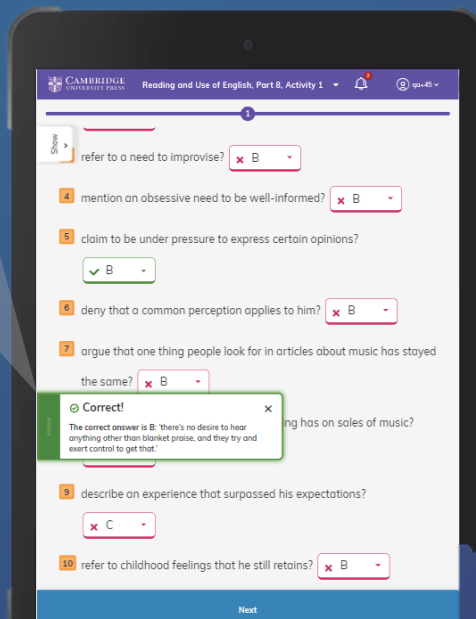 CAMBRIDGE
UNIVERSITY PRESS
Reading and Use of English, Part 8, Activity 1
2
qa+45
1
Show
refer to a need to improvise? B
4 mention an obsessive need to be well-informed? B
5 claim to be under pressure to express certain opinions?
B
6 deny that a common perception applies to him? B
7 argue that one thing people look for in articles about music has stayed
the same? B
Correct!
The correct answer is B: 'there's no desire to hear
anything other than blanket praise, and they try and
exert control to get that.'
ing has on sales of music?
9 describe an experience that surpassed his expectations?
C
10 refer to childhood feelings that he still retains? B
Next